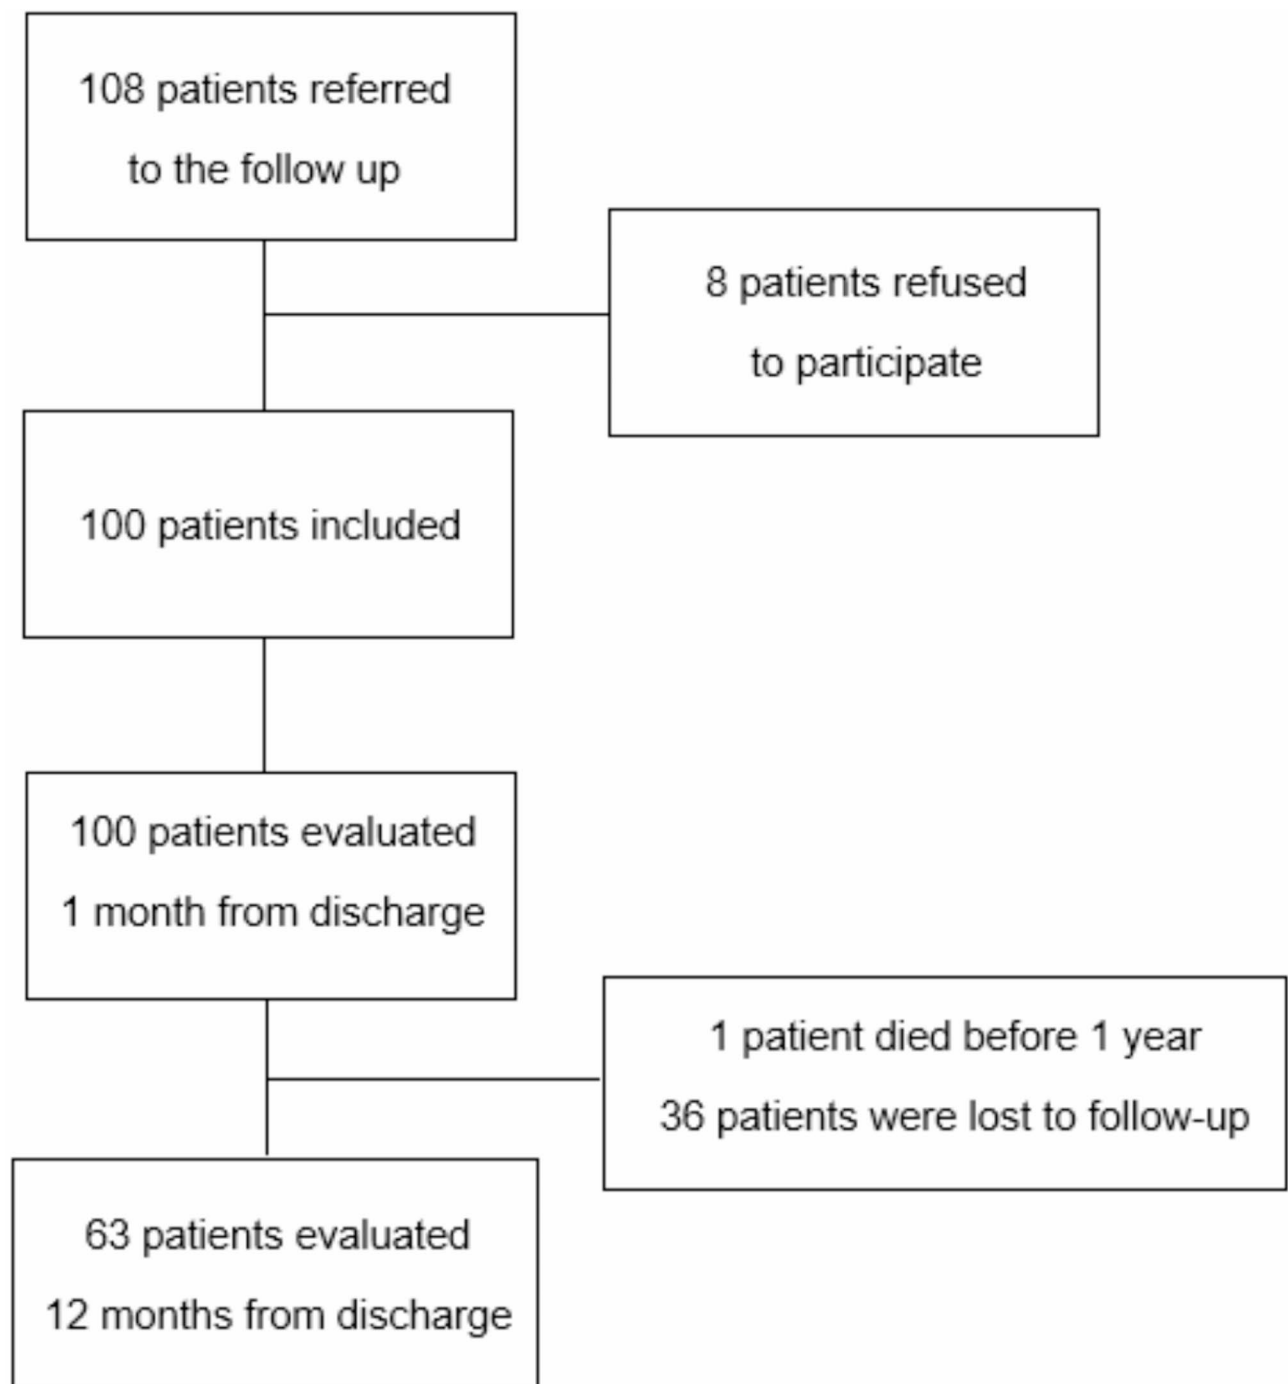 108 patients referred
to the follow up
8 patients refused
to participate
100 patients included
100 patients evaluated
1 month from discharge
1 patient died before 1 year
36 patients were lost to follow-up
63 patients evaluated
12 months from discharge